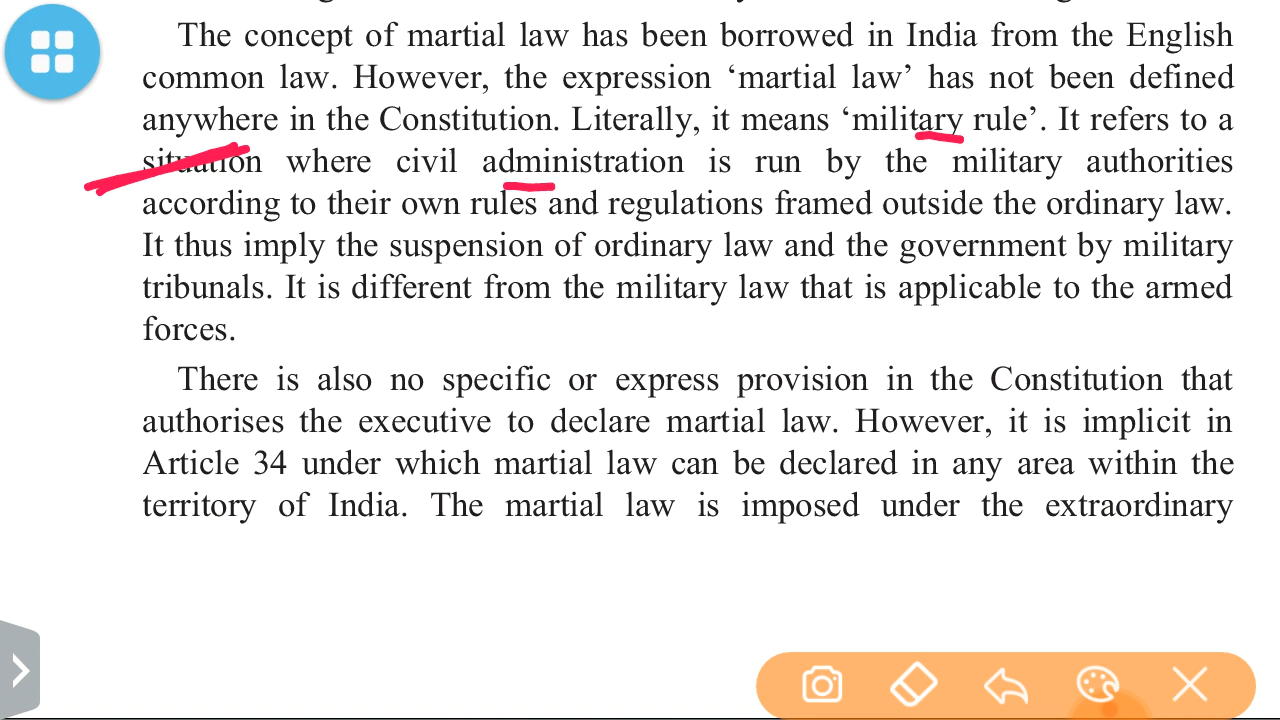 The concept of martial law has been borrowed in India from the English
common law. However, the expression ‘martial law’ has not been defined
anywhere in the Constitution. Literally, it means ‘military rule’. It refers to a
situation where civil administration is run by the military authorities
according to their own rules and regulations framed outside the ordinary law.
It thus imply the suspension of ordinary law and the government by military
tribunals. It is different from the military law that is applicable to the armed
forces.
There is also no specific or express provision in the Constitution that
authorises the executive to declare martial law. However, it is implicit in
Article 34 under which martial law can be declared in any area within the
territory of India. The martial law is imposed under the extraordinary